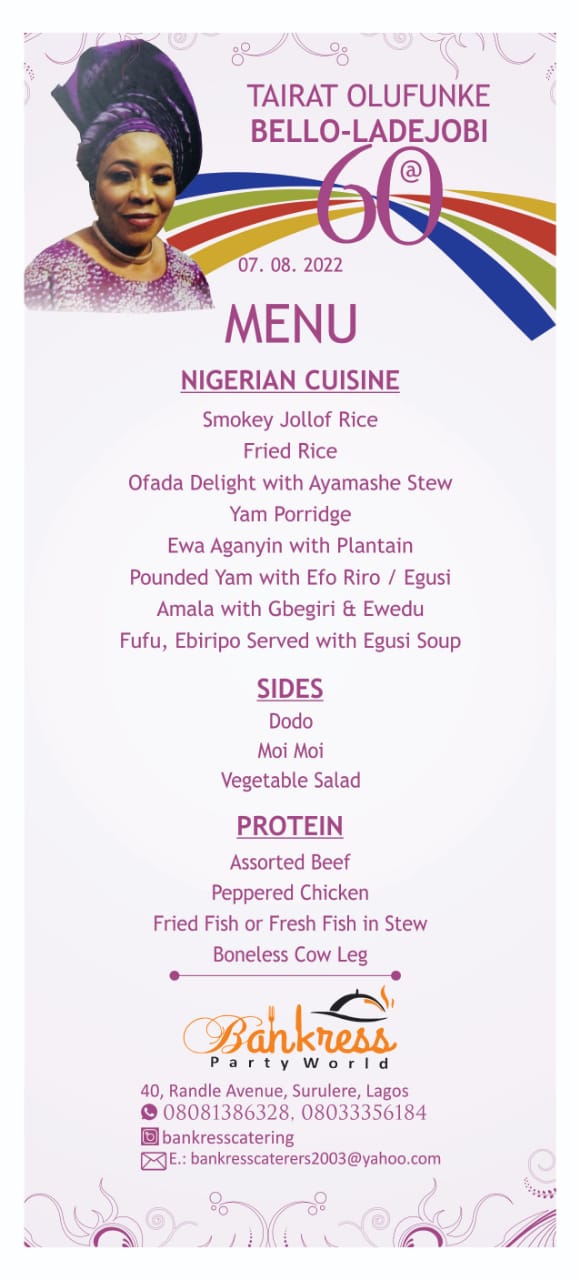 TAIRAT OLUFUNKE
BELLO-LADEJOBI
@
60
07. 08. 2022
MENU
NIGERIAN CUISINE
Smokey Jollof Rice
Fried Rice
Ofada Delight with Ayamashe Stew
Yam Porridge
Ewa Aganyin with Plantain
Pounded Yam with Efo Riro / Egusi
Amala with Gbegiri & Ewedu
Fufu, Ebiripo Served with Egusi Soup
SIDES
Dodo
Moi Moi
Vegetable Salad
PROTEIN
Assorted Beef
Peppered Chicken
Fried Fish or Fresh Fish in Stew
Boneless Cow Leg
Bankress
Party World
40, Randle Avenue, Surulere, Lagos
08081386328, 08033356184
bankresscatering
E.: bankresscaterers2003@yahoo.com